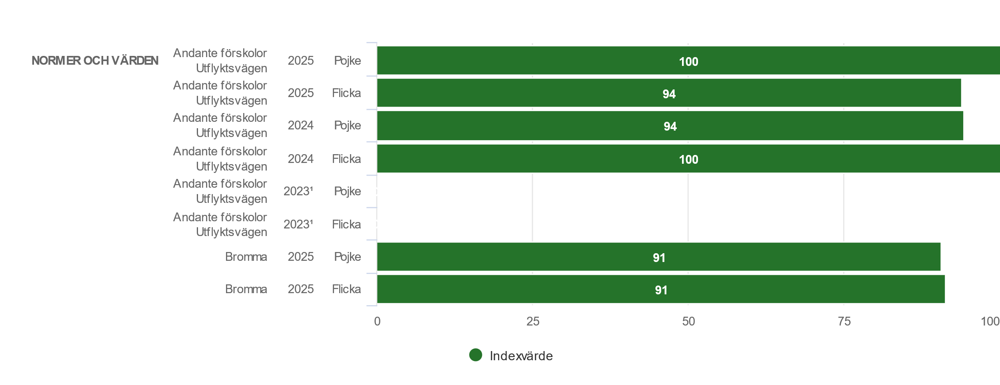 NORMER OCH VÄRDEN
Andante förskolor
Utflyktsvägen
2025
Pojke
100
Andante förskolor
Utflyktsvägen
2025
Flicka
94
Andante förskolor
Utflyktsvägen
2024
Pojke
94
Andante förskolor
Utflyktsvägen
2024
Flicka
100
Andante förskolor
Utflyktsvägen
2023¹
Pojke
Andante förskolor
Utflyktsvägen
2023¹
Flicka
Bromma
2025
Pojke
91
Bromma
2025
Flicka
91
0
25
50
75
100
Indexvärde